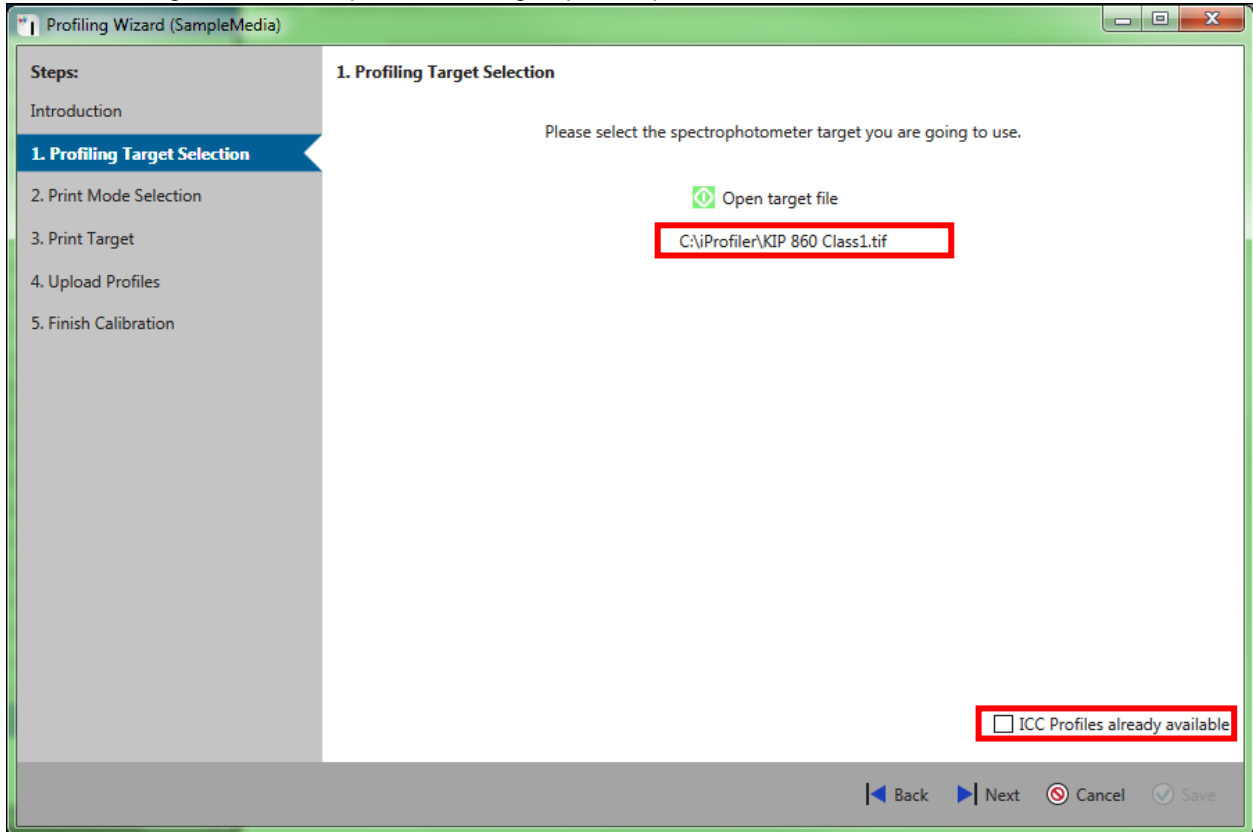 Profiling Wizard (SampleMedia)
Steps:
Introduction
1. Profiling Target Selection
2. Print Mode Selection
3. Print Target
4. Upload Profiles
5. Finish Calibration
1. Profiling Target Selection
Please select the spectrophotometer target you are going to use.
Open target file
C:\iProfiler\KIP 860 Class1.tif
ICC Profiles already available
Back Next Cancel Save